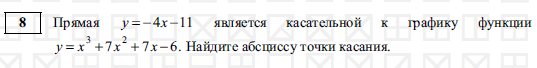 8 Прямая y=−4x−11 является касательной к графику функции
y=x³+7x²+7x−6. Найдите абсциссу точки касания.